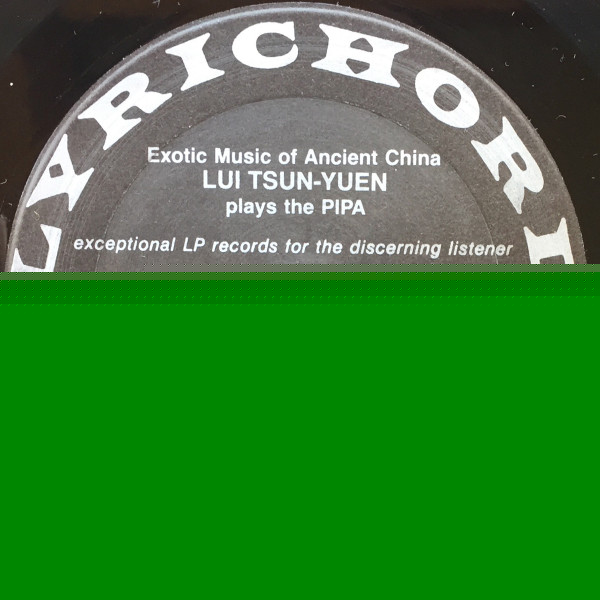 LYRICHORD
Exotic Music of Ancient China
LUI TSUN-YUEN
plays the PIPA
exceptional LP records for the discerning listener